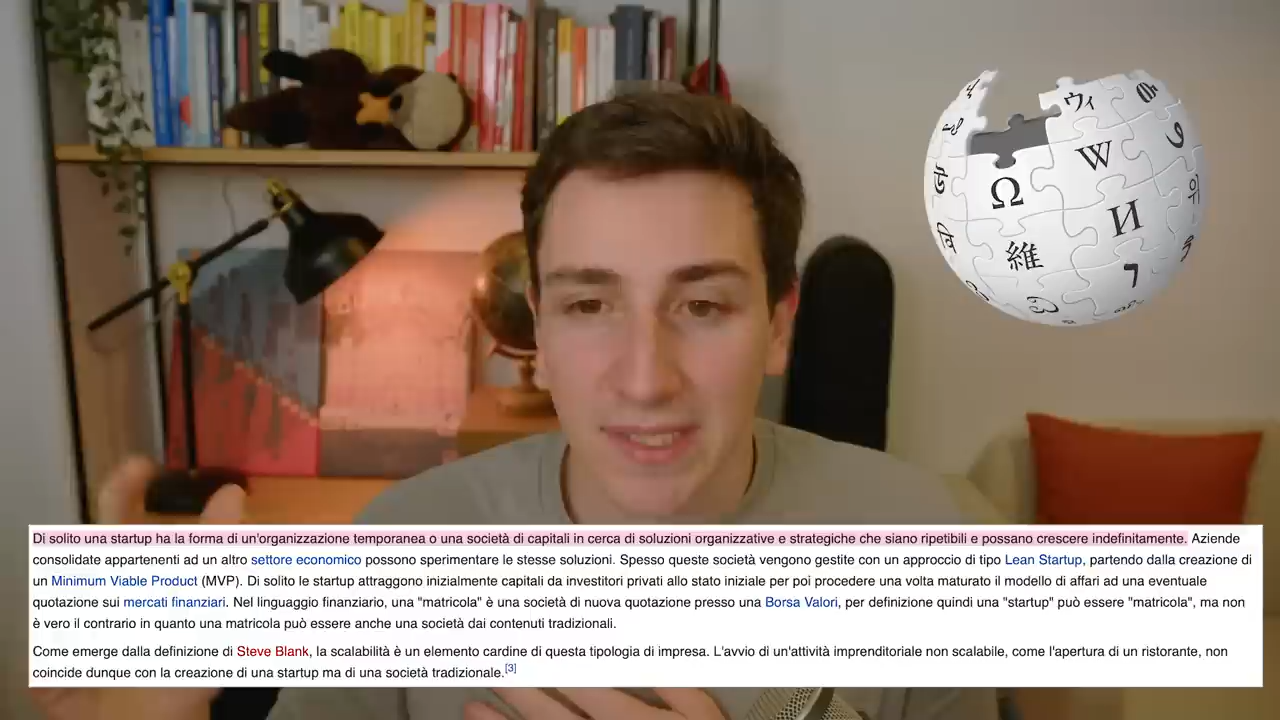 ウィ
W
Ω
И
維
Di solito una startup ha la forma di un'organizzazione temporanea o una società di capitali in cerca di soluzioni organizzative e strategiche che siano ripetibili e possano crescere indefinitamente. Aziende
consolidate appartenenti ad un altro settore economico possono sperimentare le stesse soluzioni. Spesso queste società vengono gestite con un approccio di tipo Lean Startup, partendo dalla creazione di
un Minimum Viable Product (MVP). Di solito le startup attraggono inizialmente capitali da investitori privati allo stato iniziale per poi procedere una volta maturato il modello di affari ad una eventuale
quotazione sui mercati finanziari. Nel linguaggio finanziario, una "matricola" è una società di nuova quotazione presso una Borsa Valori, per definizione quindi una "startup" può essere "matricola", ma non
è vero il contrario in quanto una matricola può essere anche una società dai contenuti tradizionali.
Come emerge dalla definizione di Steve Blank, la scalabilità è un elemento cardine di questa tipologia di impresa. L'avvio di un'attività imprenditoriale non scalabile, come l'apertura di un ristorante, non
coincide dunque con la creazione di una startup ma di una società tradizionale.[3]